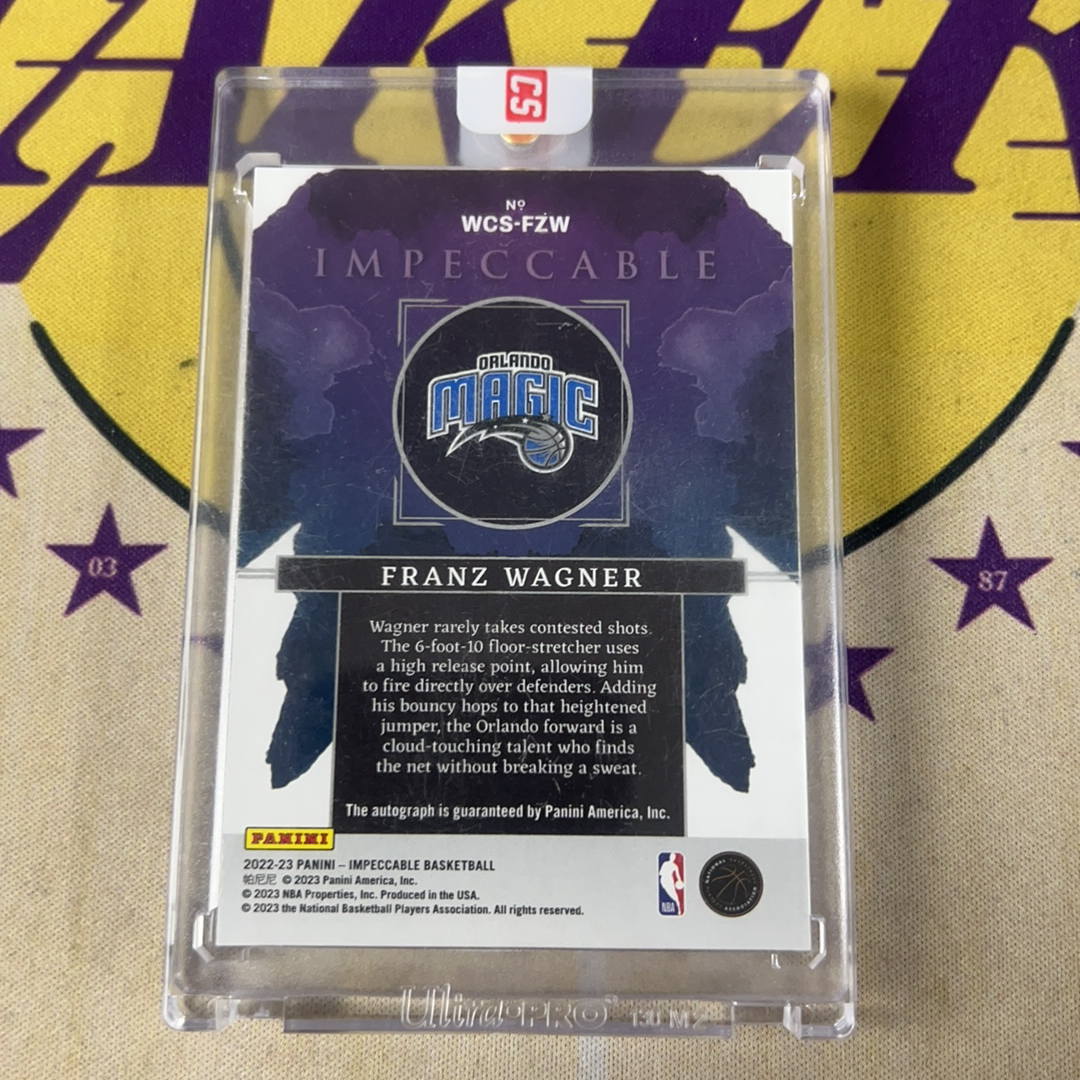 LAKER
CS
Nº
WCS-FZW
IMPECCABLE
ORLANDO
MAGIC
FRANZ WAGNER
Wagner rarely takes contested shots.
The 6-foot-10 floor-stretcher uses
a high release point, allowing him
to fire directly over defenders. Adding
his bouncy hops to that heightened
jumper, the Orlando forward is a
cloud-touching talent who finds
the net without breaking a sweat.
The autograph is guaranteed by Panini America, Inc.
PANINI
2022-23 PANINI – IMPECCABLE BASKETBALL
帕尼尼 © 2023 Panini America, Inc.
© 2023 NBA Properties, Inc. Produced in the USA.
© 2023 the National Basketball Players Association. All rights reserved.
NBA
03
87
Ultra·PRO